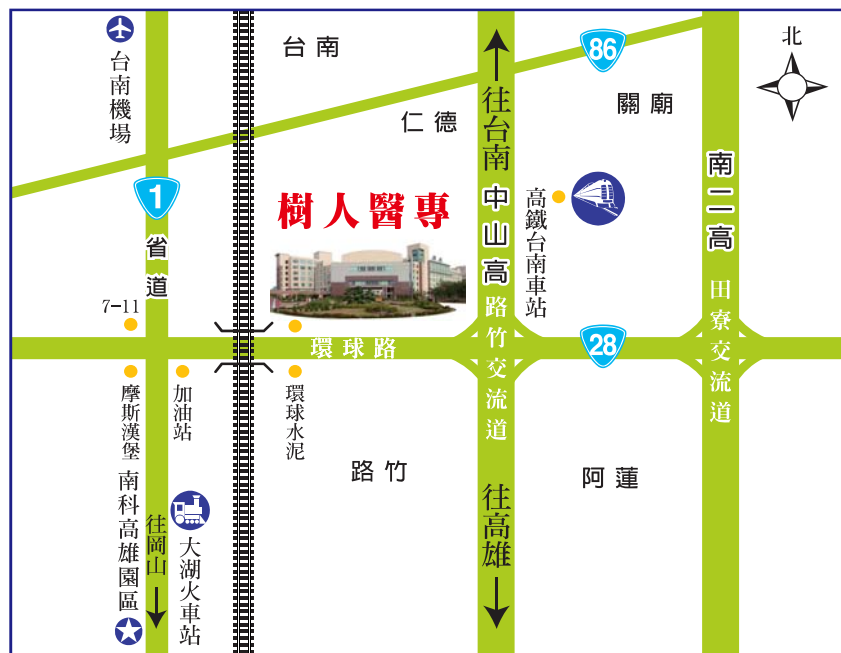 台南
86
北
台南機場
往台南
關廟
仁德
南二高
1
省道
樹人醫專
中山高
高鐵台南車站
7-11
環球路
路竹交流道
28
田寮交流道
摩斯漢堡
加油站
環球水泥
路竹
阿蓮
南科高雄園區
往岡山
大湖火車站
往高雄